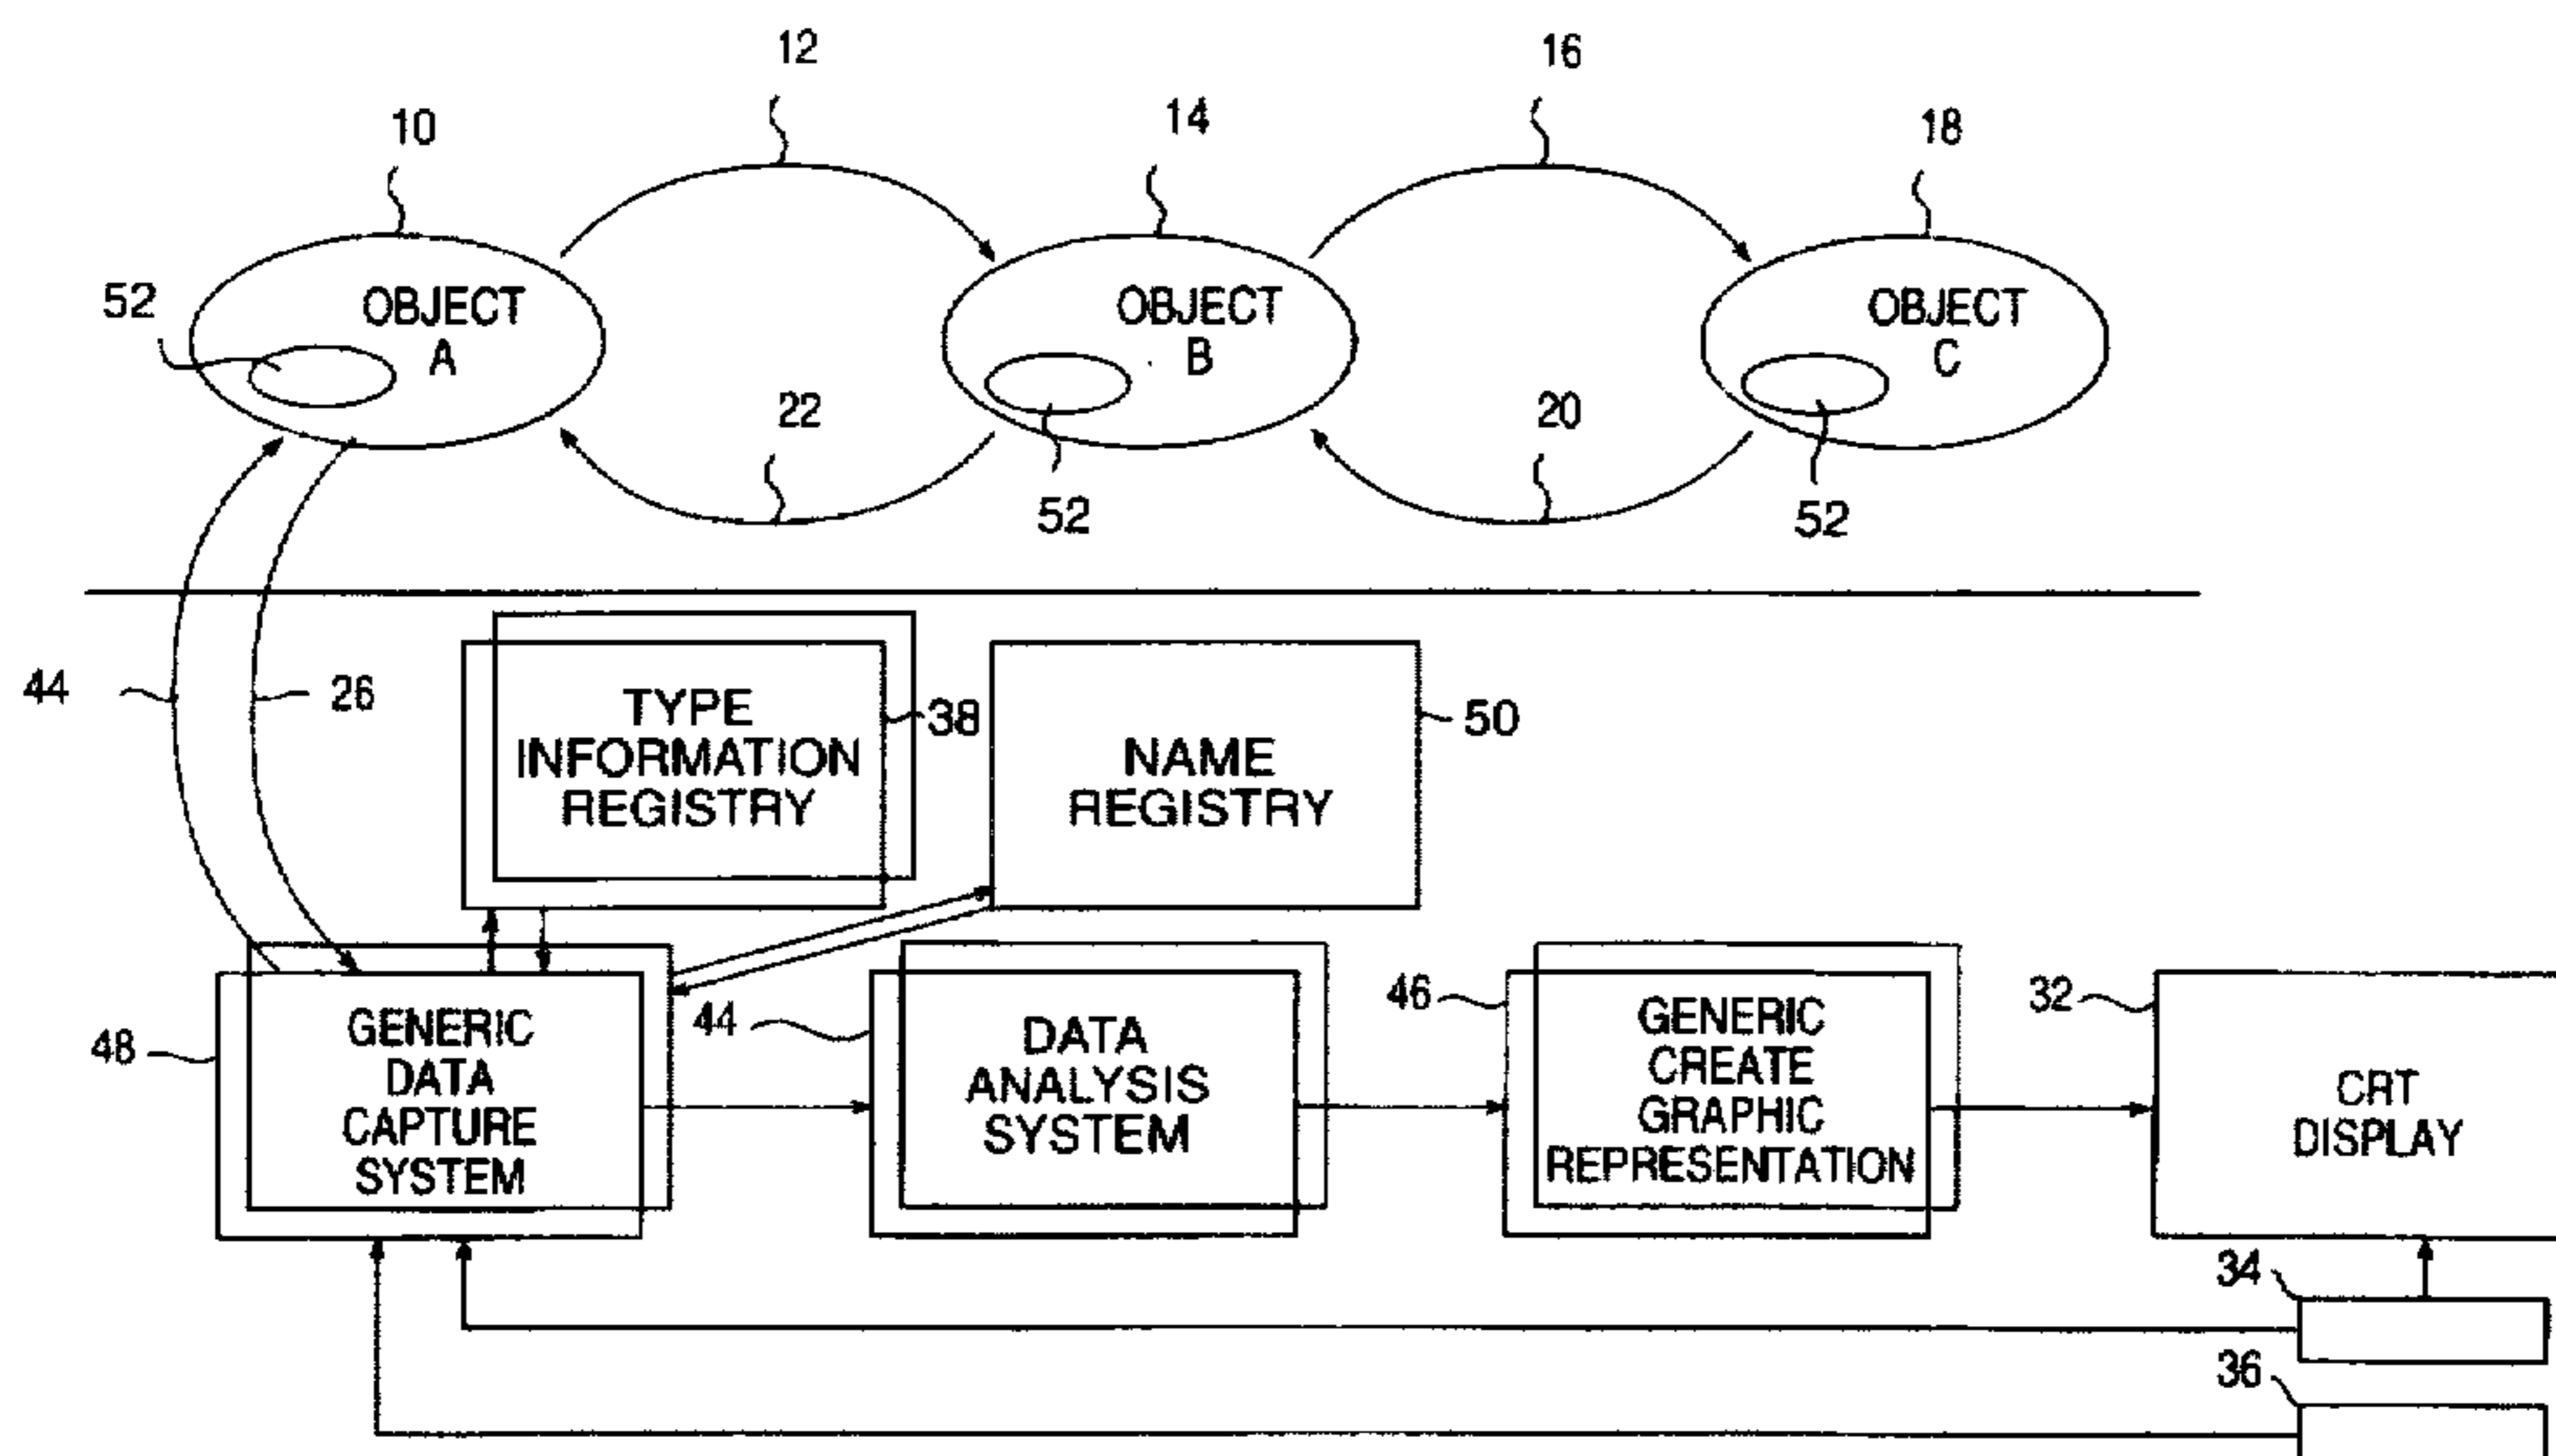 12
16
10
14
18
52
OBJECT
A
OBJECT
B
OBJECT
C
22
20
52
52
44
26
TYPE
INFORMATION
REGISTRY
38
NAME
REGISTRY
50
48
GENERIC
DATA
CAPTURE
SYSTEM
44
DATA
ANALYSIS
SYSTEM
46
GENERIC
CREATE
GRAPHIC
REPRESENTATION
32
CRT
DISPLAY
34
36